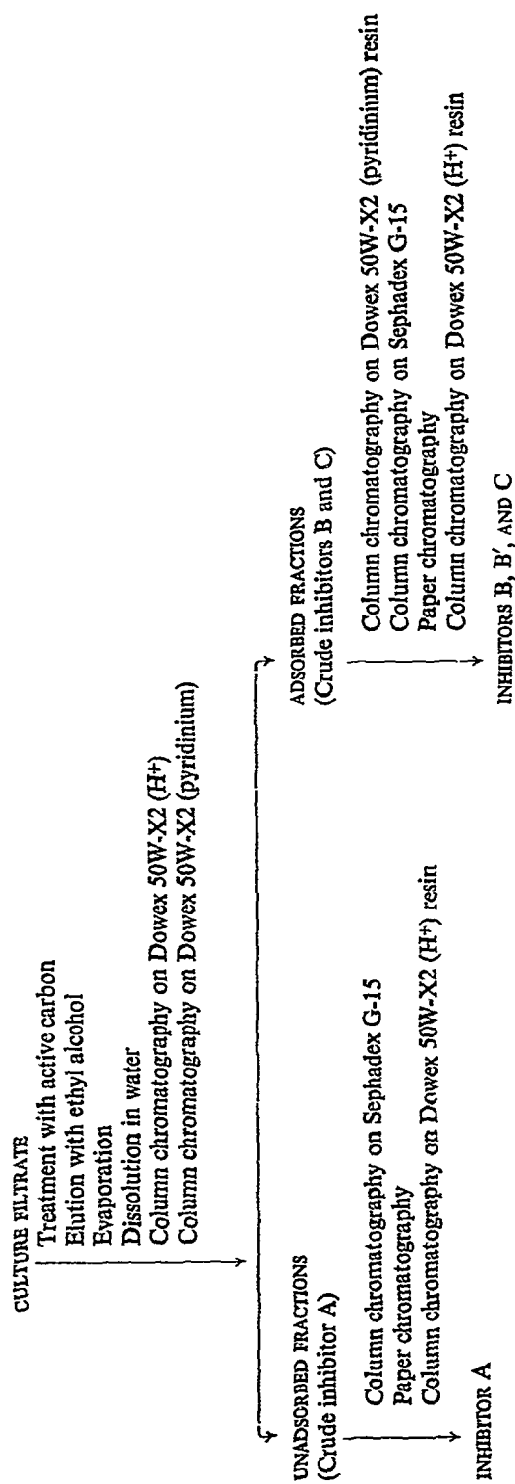 CULTURE FILTRATE
Treatment with active carbon
Elution with ethyl alcohol
Evaporation
Dissolution in water
Column chromatography on Dowex 50W-X2 (H+)
Column chromatography on Dowex 50W-X2 (pyridinium)
UNADSORBED FRACTIONS
(Crude inhibitor A)
Column chromatography on Sephadex G-15
Paper chromatography
Column chromatography on Dowex 50W-X2 (H+) resin
INHIBITOR A
ADSORBED FRACTIONS
(Crude inhibitors B and C)
Column chromatography on Dowex 50W-X2 (pyridinium) resin
Column chromatography on Sephadex G-15
Paper chromatography
Column chromatography on Dowex 50W-X2 (H+) resin
INHIBITORS B, B′, AND C